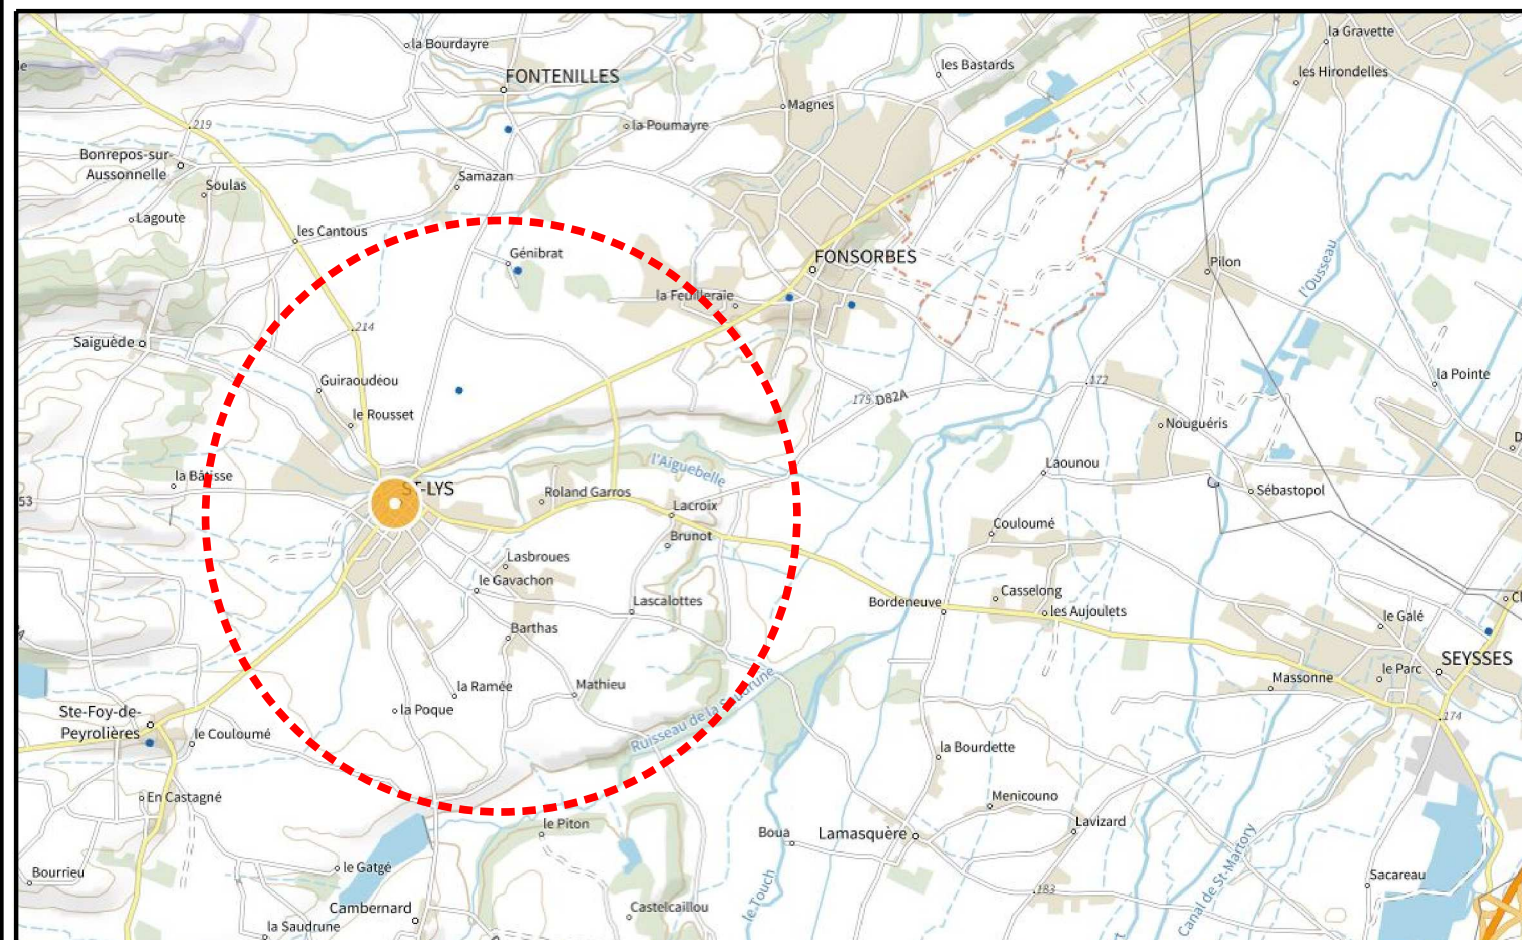 la Gravette
la Bourdayre
les Bastards
les Hirondelles
FONTENILLES
Magnes
219
la Poumayre
Bonrepos-sur-
Aussonnelle
Samazan
Soulas
Lagoute
les Cantous
Génibrat
FONSORBES
Pilon
l'Ousseau
la Feuilleraie
214
Saiguède
Guiraoudéou
172
la Pointe
179
D82A
le Rousset
Nouguéris
l'Aiguebelle
Laounou
la Bâtisse
ST-LYS
Roland Garros
Sébastopol
53
Lacroix
Couloumé
Brunot
Lasbroues
le Gavachon
Casselong
Bordeneuve
Lascalottes
les Aujoulets
le Galé
Barthas
SEYSSES
le Parc
Massonne
la Ramée
Mathieu
Ste-Foy-de-
Peyrolières
la Poque
174
Ruisseau de la Saudrune
le Couloumé
la Bourdette
En Castagné
Menicouno
le Piton
Boua
Lamasquère
Lavizard
le Gatgé
Bourrieu
Sacareau
183
le Touch
Canal de St-Martory
Cambernard
Castelcaillou
la Saudrune